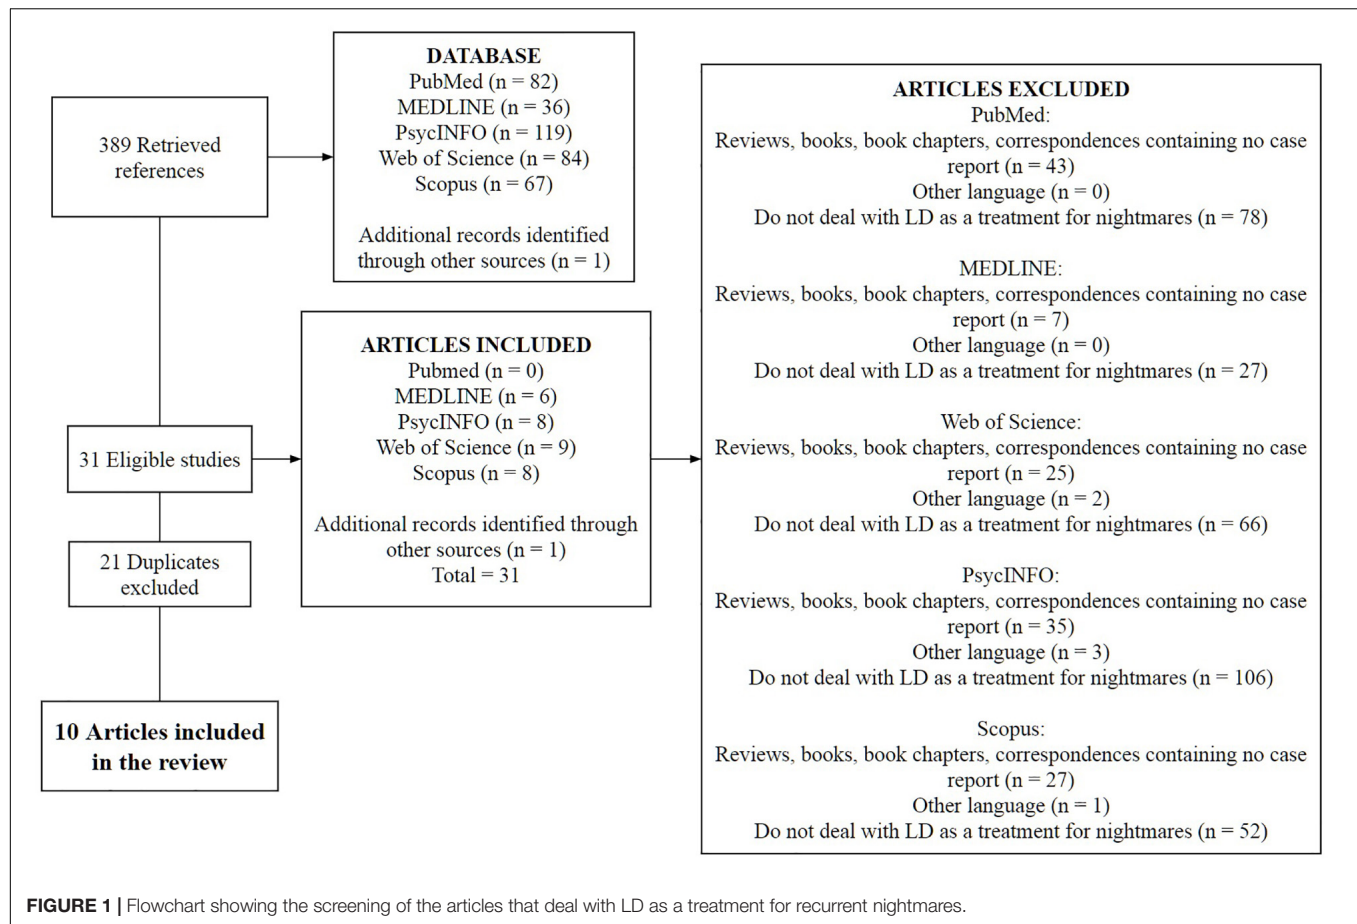 389 Retrieved
references
DATABASE
PubMed (n = 82)
MEDLINE (n = 36)
PsycINFO (n = 119)
Web of Science (n = 84)
Scopus (n = 67)
Additional records identified
through other sources (n = 1)
31 Eligible studies
ARTICLES INCLUDED
Pubmed (n = 0)
MEDLINE (n = 6)
PsycINFO (n = 8)
Web of Science (n = 9)
Scopus (n = 8)
Additional records identified through
other sources (n = 1)
Total = 31
21 Duplicates
excluded
10 Articles included
in the review
ARTICLES EXCLUDED
PubMed:
Reviews, books, book chapters, correspondences containing no case
report (n = 43)
Other language (n = 0)
Do not deal with LD as a treatment for nightmares (n = 78)
MEDLINE:
Reviews, books, book chapters, correspondences containing no case
report (n = 7)
Other language (n = 0)
Do not deal with LD as a treatment for nightmares (n = 27)
Web of Science:
Reviews, books, book chapters, correspondences containing no case
report (n = 25)
Other language (n = 2)
Do not deal with LD as a treatment for nightmares (n = 66)
PsycINFO:
Reviews, books, book chapters, correspondences containing no case
report (n = 35)
Other language (n = 3)
Do not deal with LD as a treatment for nightmares (n = 106)
Scopus:
Reviews, books, book chapters, correspondences containing no case
report (n = 27)
Other language (n = 1)
Do not deal with LD as a treatment for nightmares (n = 52)
FIGURE 1 | Flowchart showing the screening of the articles that deal with LD as a treatment for recurrent nightmares.